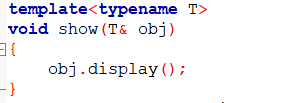 template<typename T>
void show(T& obj)
{
    obj.display();
}